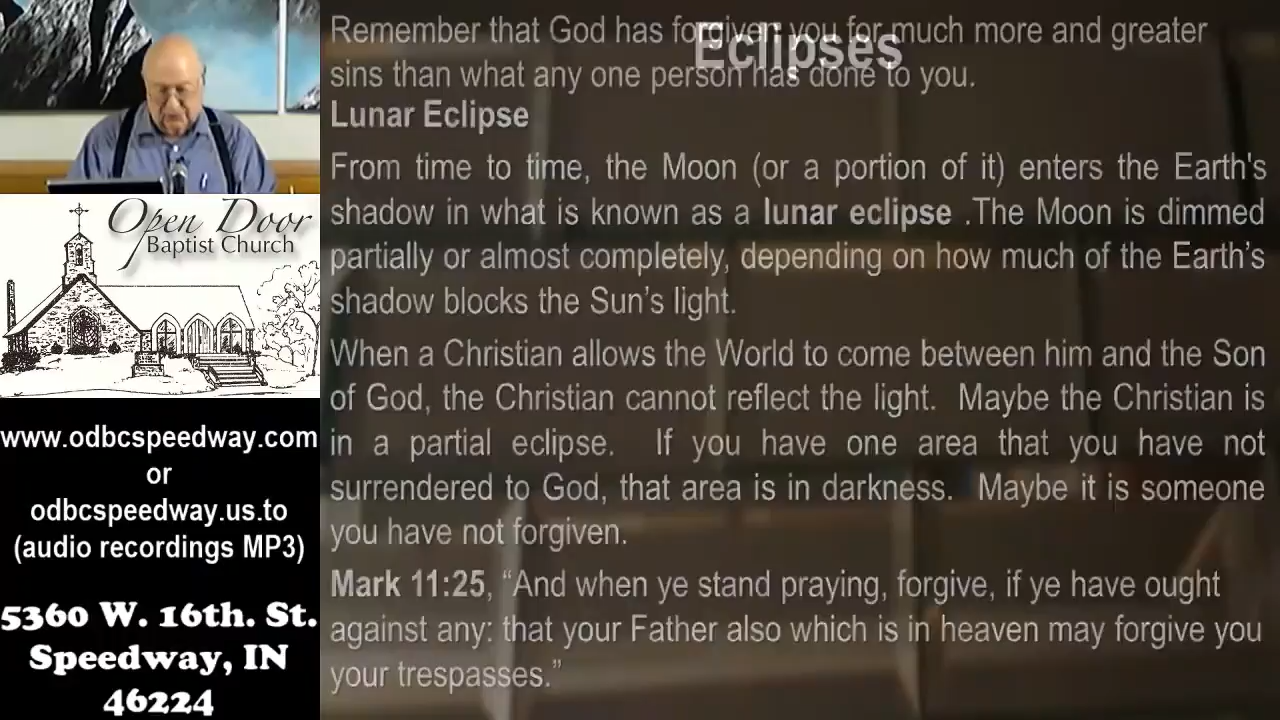 Open Door
Baptist Church
www.odbcspeedway.com
or
odbcspeedway.us.to
(audio recordings MP3)
5360 W. 16th. St.
Speedway, IN
46224
Eclipses
Remember that God has forgiven you for much more and greater
sins than what any one person has done to you.
Lunar Eclipse
From time to time, the Moon (or a portion of it) enters the Earth's
shadow in what is known as a lunar eclipse .The Moon is dimmed
partially or almost completely, depending on how much of the Earth’s
shadow blocks the Sun’s light.
When a Christian allows the World to come between him and the Son
of God, the Christian cannot reflect the light.  Maybe the Christian is
in a partial eclipse.  If you have one area that you have not
surrendered to God, that area is in darkness.  Maybe it is someone
you have not forgiven.
Mark 11:25, “And when ye stand praying, forgive, if ye have ought
against any: that your Father also which is in heaven may forgive you
your trespasses.”